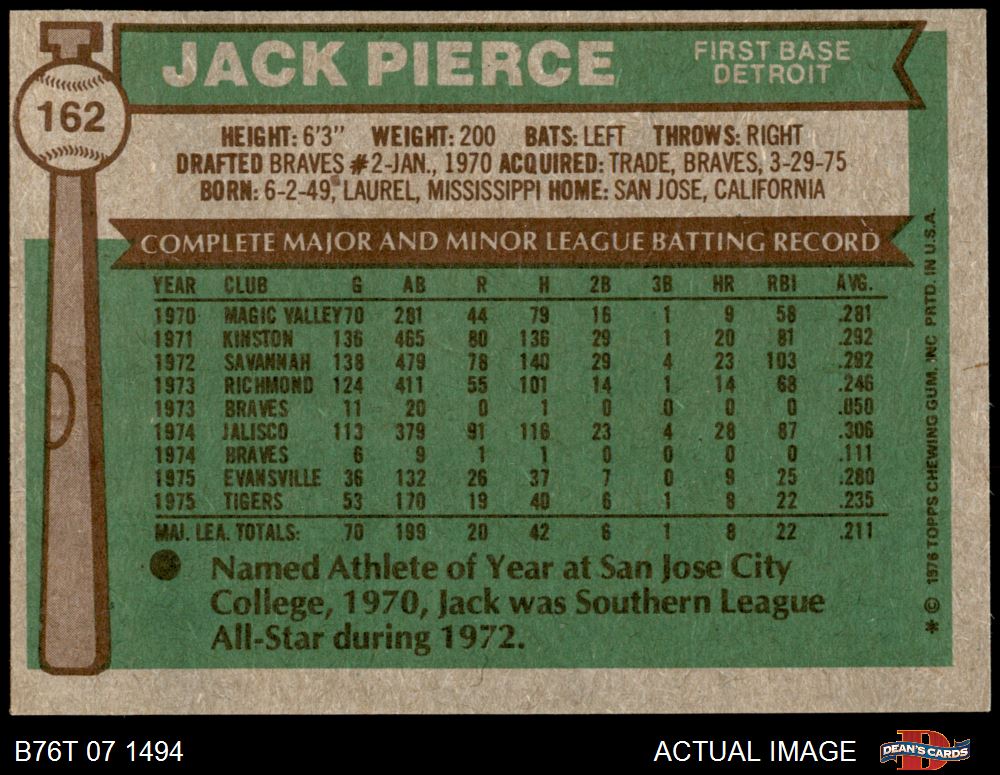 JACK PIERCE
FIRST BASE
DETROIT
162
HEIGHT: 6'3" WEIGHT: 200 BATS: LEFT THROWS: RIGHT
DRAFTED BRAVES #2-JAN., 1970 ACQUIRED: TRADE, BRAVES, 3-29-75
BORN: 6-2-49, LAUREL, MISSISSIPPI HOME: SAN JOSE, CALIFORNIA
COMPLETE MAJOR AND MINOR LEAGUE BATTING RECORD
YEAR CLUB G AB R H 2B 3B HR RBI AVG.
1970 MAGIC VALLEY 70 281 44 79 16 1 9 58 .281
1971 KINSTON 136 465 80 136 29 1 20 81 .292
1972 SAVANNAH 138 479 78 140 29 4 23 103 .292
1973 RICHMOND 124 411 55 101 14 1 14 68 .246
1973 BRAVES 11 20 0 1 0 0 0 0 .050
1974 JALISCO 113 379 91 116 23 4 28 87 .306
1974 BRAVES 6 9 1 1 0 0 0 0 .111
1975 EVANSVILLE 36 132 26 37 7 0 9 25 .280
1975 TIGERS 53 170 19 40 6 1 8 22 .235
MAJ. LEA. TOTALS: 70 199 20 42 6 1 8 22 .211
Named Athlete of Year at San Jose City
College, 1970, Jack was Southern League
All-Star during 1972.
* © 1976 TOPPS CHEWING GUM, INC PRTD. IN U.S.A.
B76T 07 1494
ACTUAL IMAGE
DEAN'S CARDS